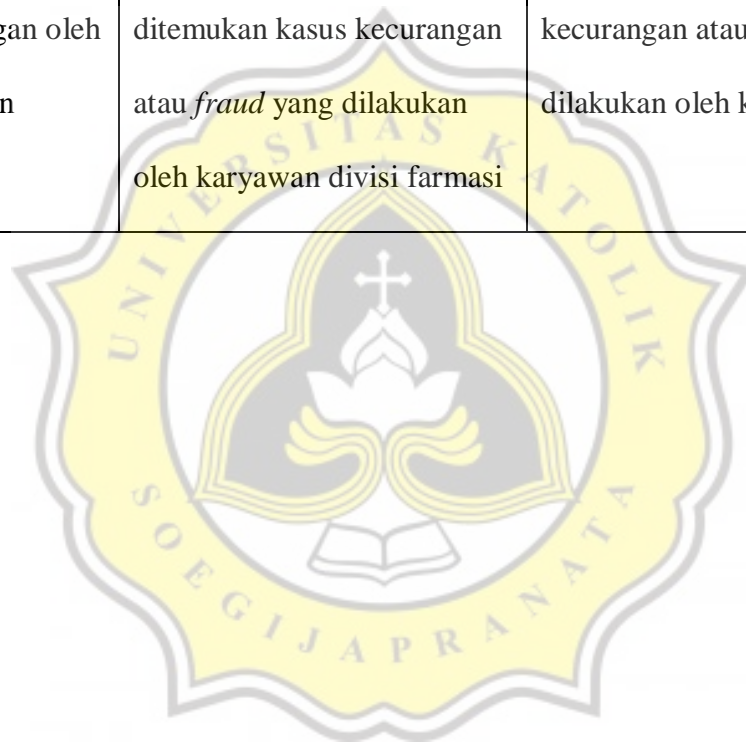 gan oleh
n
ditemukan kasus kecurangan
atau fraud yang dilakukan
oleh karyawan divisi farmasi
kecurangan atau
dilakukan oleh k
UNIVERSITAS KATOLIK
SOEGIJAPRANATA